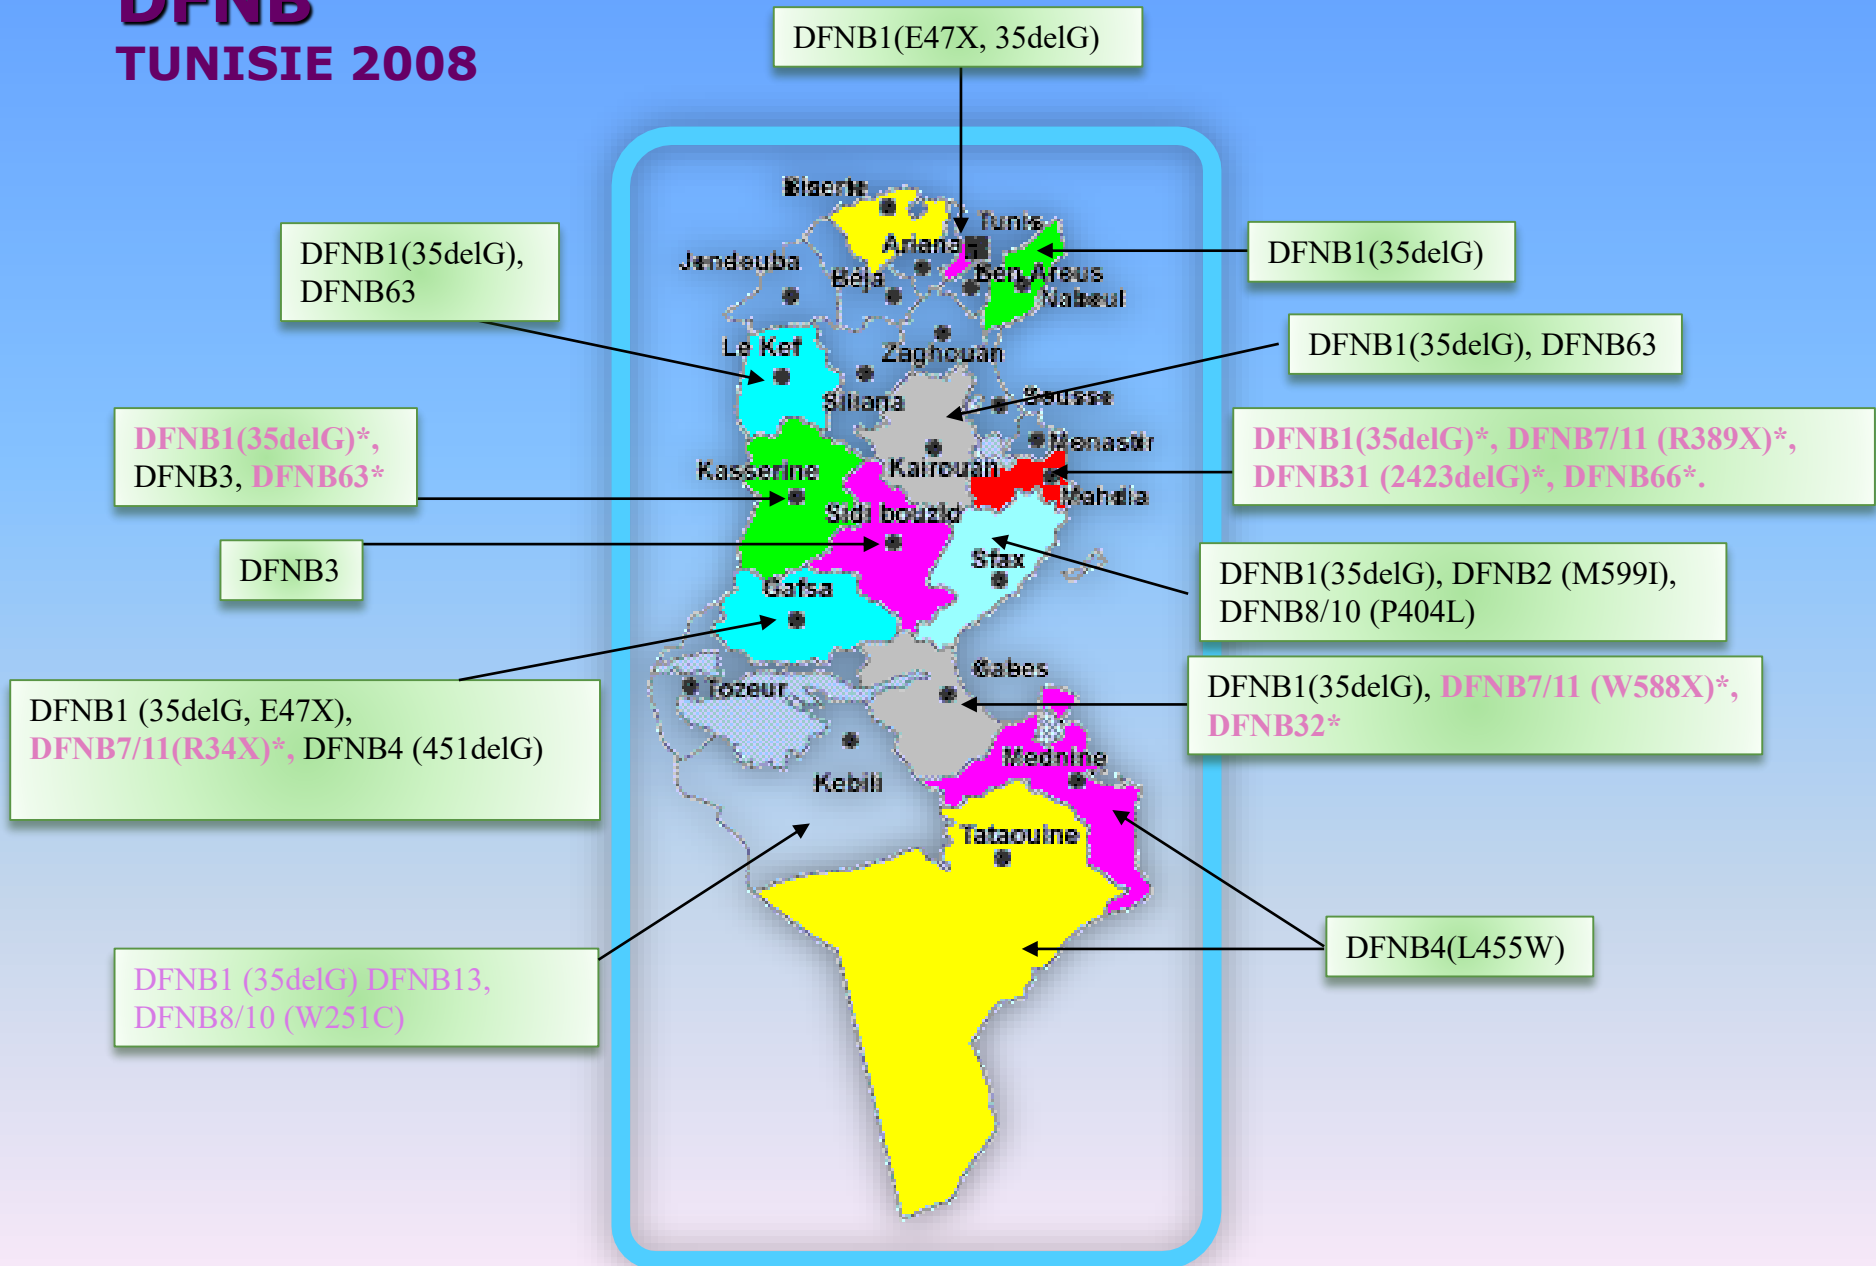 DFNB
TUNISIE 2008
DFNB1(E47X, 35delG)
DFNB1(35delG),
DFNB63
DFNB1(35delG)
DFNB1(35delG), DFNB63
DFNB1(35delG)*,
DFNB3, DFNB63*
DFNB1(35delG)*, DFNB7/11 (R389X)*,
DFNB31 (2423delG)*, DFNB66*.
DFNB3
DFNB1(35delG), DFNB2 (M599I),
DFNB8/10 (P404L)
DFNB1 (35delG, E47X),
DFNB7/11(R34X)*, DFNB4 (451delG)
DFNB1(35delG), DFNB7/11 (W588X)*,
DFNB32*
DFNB1 (35delG) DFNB13,
DFNB8/10 (W251C)
DFNB4(L455W)
Biserte
Tunis
Ariana
Jendouba
Beja
Ben Arous
Nabeul
Le Kef
Zaghouan
Siliana
Sousse
Monastir
Kasserine
Kairouan
Mahdia
Sidi bouzid
Sfax
Gafsa
Gabes
Tozeur
Mednine
Kebili
Tataouine